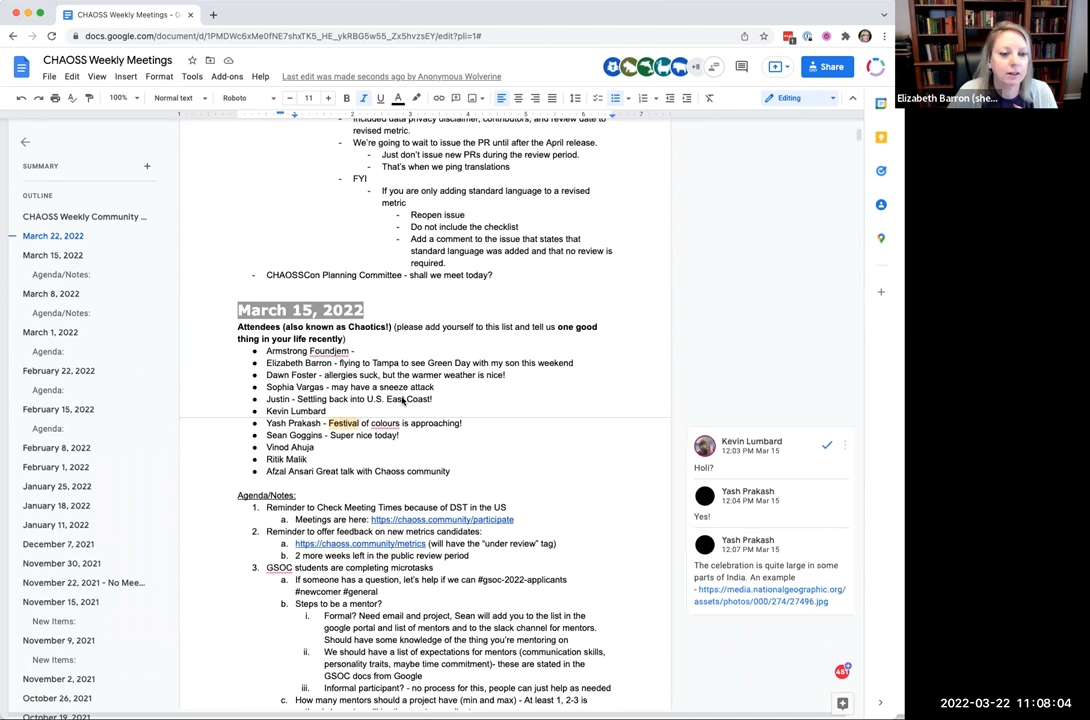 CHAOSS Weekly Meetings - G
docs.google.com/document/d/1PMDWc6xMe0fNE7shxTK5_HE_ykRBG5w55_Zx5hvzsEY/edit?pli=1#
CHAOSS Weekly Meetings
File Edit View Insert Format Tools Add-ons Help Last edit was made seconds ago by Anonymous Wolverine
+8
Share
100% Normal text Roboto 11 Editing
Elizabeth Barron (she...
1 2 3 4 5 6 7
SUMMARY
OUTLINE
CHAOSS Weekly Community ...
March 22, 2022
March 15, 2022
Agenda/Notes:
March 8, 2022
Agenda/Notes:
March 1, 2022
Agenda:
February 22, 2022
Agenda:
February 15, 2022
Agenda:
February 8, 2022
February 1, 2022
January 25, 2022
January 18, 2022
January 11, 2022
December 7, 2021
November 30, 2021
November 22, 2021 - No Mee...
November 15, 2021
New Items:
November 9, 2021
New Items:
November 2, 2021
October 26, 2021
October 19, 2021
- Included data privacy disclaimer, contributors, and review date to
revised metric.
- We're going to wait to issue the PR until after the April release.
- Just don't issue new PRs during the review period.
- That's when we ping translations
- FYI
- If you are only adding standard language to a revised
metric
- Reopen issue
- Do not include the checklist
- Add a comment to the issue that states that
standard language was added and that no review is
required.
- CHAOSSCon Planning Committee - shall we meet today?
March 15, 2022
Attendees (also known as Chaotics!) (please add yourself to this list and tell us one good
thing in your life recently)
● Armstrong Foundjem -
● Elizabeth Barron - flying to Tampa to see Green Day with my son this weekend
● Dawn Foster - allergies suck, but the warmer weather is nice!
● Sophia Vargas - may have a sneeze attack
● Justin - Settling back into U.S. East Coast!
● Kevin Lumbard
● Yash Prakash - Festival of colours is approaching!
● Sean Goggins - Super nice today!
● Vinod Ahuja
● Ritik Malik
● Afzal Ansari Great talk with Chaoss community
Agenda/Notes:
1. Reminder to Check Meeting Times because of DST in the US
a. Meetings are here: https://chaoss.community/participate
2. Reminder to offer feedback on new metrics candidates:
a. https://chaoss.community/metrics (will have the "under review" tag)
b. 2 more weeks left in the public review period
3. GSOC students are completing microtasks
a. If someone has a question, let's help if we can #gsoc-2022-applicants
#newcomer #general
b. Steps to be a mentor?
i. Formal? Need email and project, Sean will add you to the list in the
google portal and list of mentors and to the slack channel for mentors.
Should have some knowledge of the thing you're mentoring on
ii. We should have a list of expectations for mentors (communication skills,
personality traits, maybe time commitment)- these are stated in the
GSOC docs from Google
iii. Informal participant? - no process for this, people can just help as needed
c. How many mentors should a project have (min and max) - At least 1, 2-3 is
Kevin Lumbard
12:03 PM Mar 15
Holi?
Yash Prakash
12:04 PM Mar 15
Yes!
Yash Prakash
12:07 PM Mar 15
The celebration is quite large in some
parts of India. An example
- https://media.nationalgeographic.org/
assets/photos/000/274/27496.jpg
2022-03-22 11:08:04